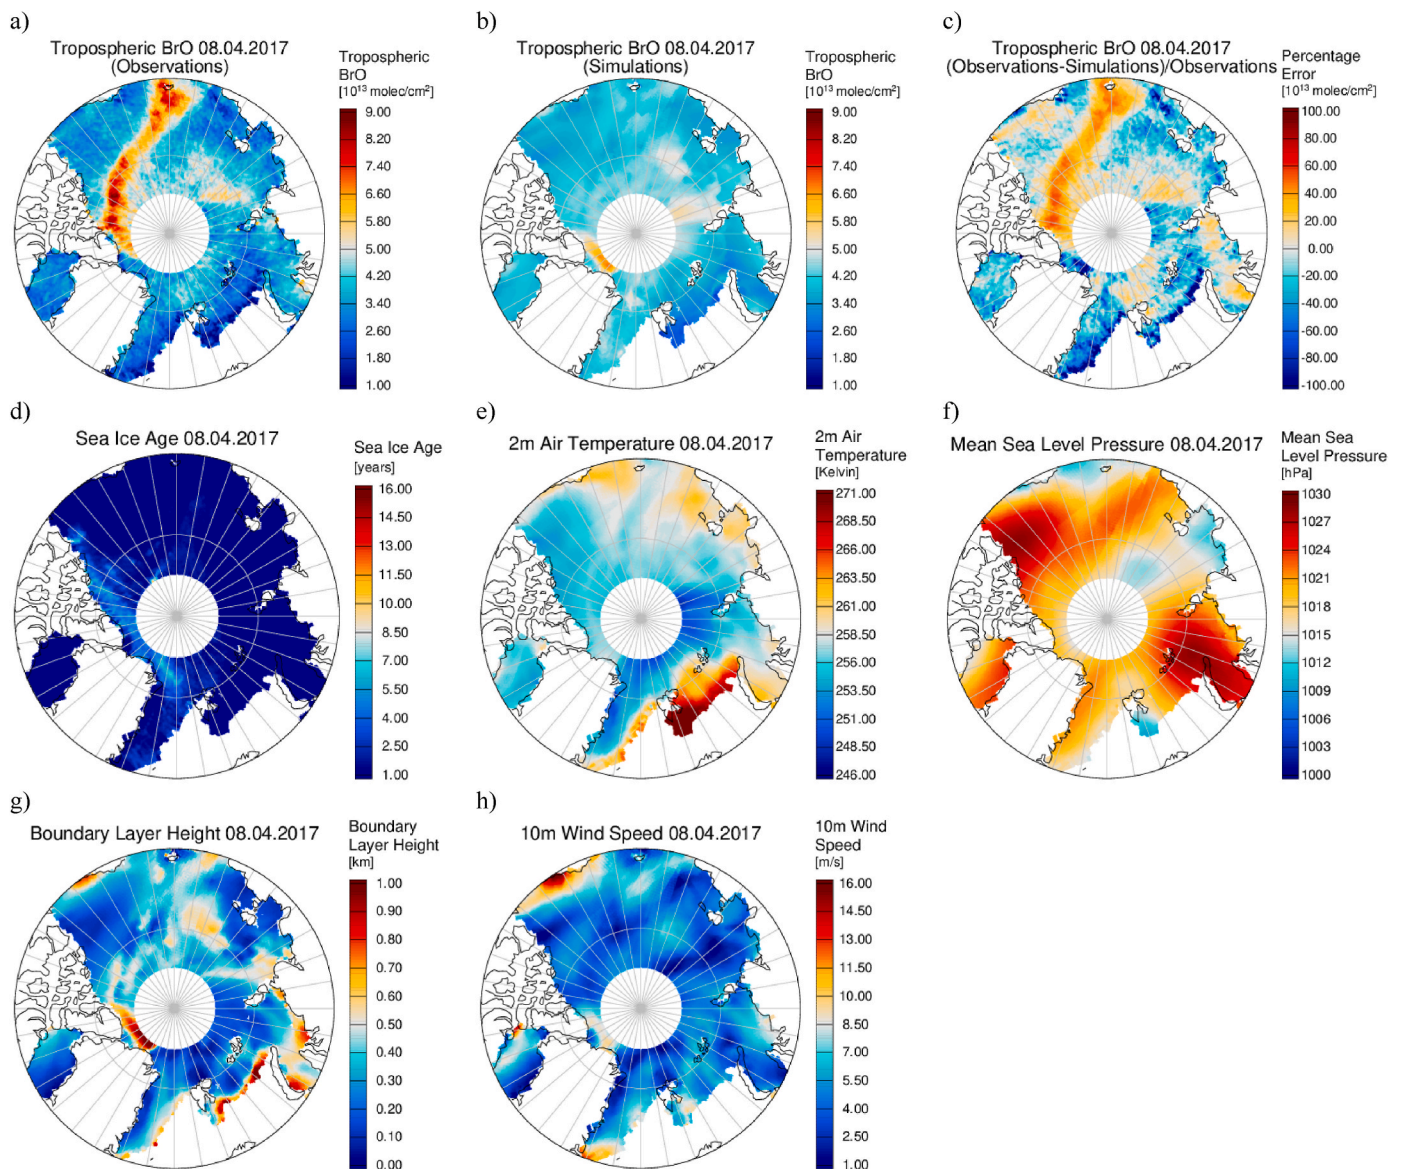 a)
Tropospheric BrO 08.04.2017
(Observations)
Tropospheric
BrO
[10¹³ molec/cm²]
9.00
8.20
7.40
6.60
5.80
5.00
4.20
3.40
2.60
1.80
1.00
b)
Tropospheric BrO 08.04.2017
(Simulations)
Tropospheric
BrO
[10¹³ molec/cm²]
9.00
8.20
7.40
6.60
5.80
5.00
4.20
3.40
2.60
1.80
1.00
c)
Tropospheric BrO 08.04.2017
(Observations-Simulations)/Observations
Percentage
Error
[10¹³ molec/cm²]
100.00
80.00
60.00
40.00
20.00
0.00
-20.00
-40.00
-60.00
-80.00
-100.00
d)
Sea Ice Age 08.04.2017
Sea Ice Age
[years]
16.00
14.50
13.00
11.50
10.00
8.50
7.00
5.50
4.00
2.50
1.00
e)
2m Air Temperature 08.04.2017
2m Air
Temperature
[Kelvin]
271.00
268.50
266.00
263.50
261.00
258.50
256.00
253.50
251.00
248.50
246.00
f)
Mean Sea Level Pressure 08.04.2017
Mean Sea
Level Pressure
[hPa]
1030
1027
1024
1021
1018
1015
1012
1009
1006
1003
1000
g)
Boundary Layer Height 08.04.2017
Boundary
Layer Height
[km]
1.00
0.90
0.80
0.70
0.60
0.50
0.40
0.30
0.20
0.10
0.00
h)
10m Wind Speed 08.04.2017
10m Wind
Speed
[m/s]
16.00
14.50
13.00
11.50
10.00
8.50
7.00
5.50
4.00
2.50
1.00